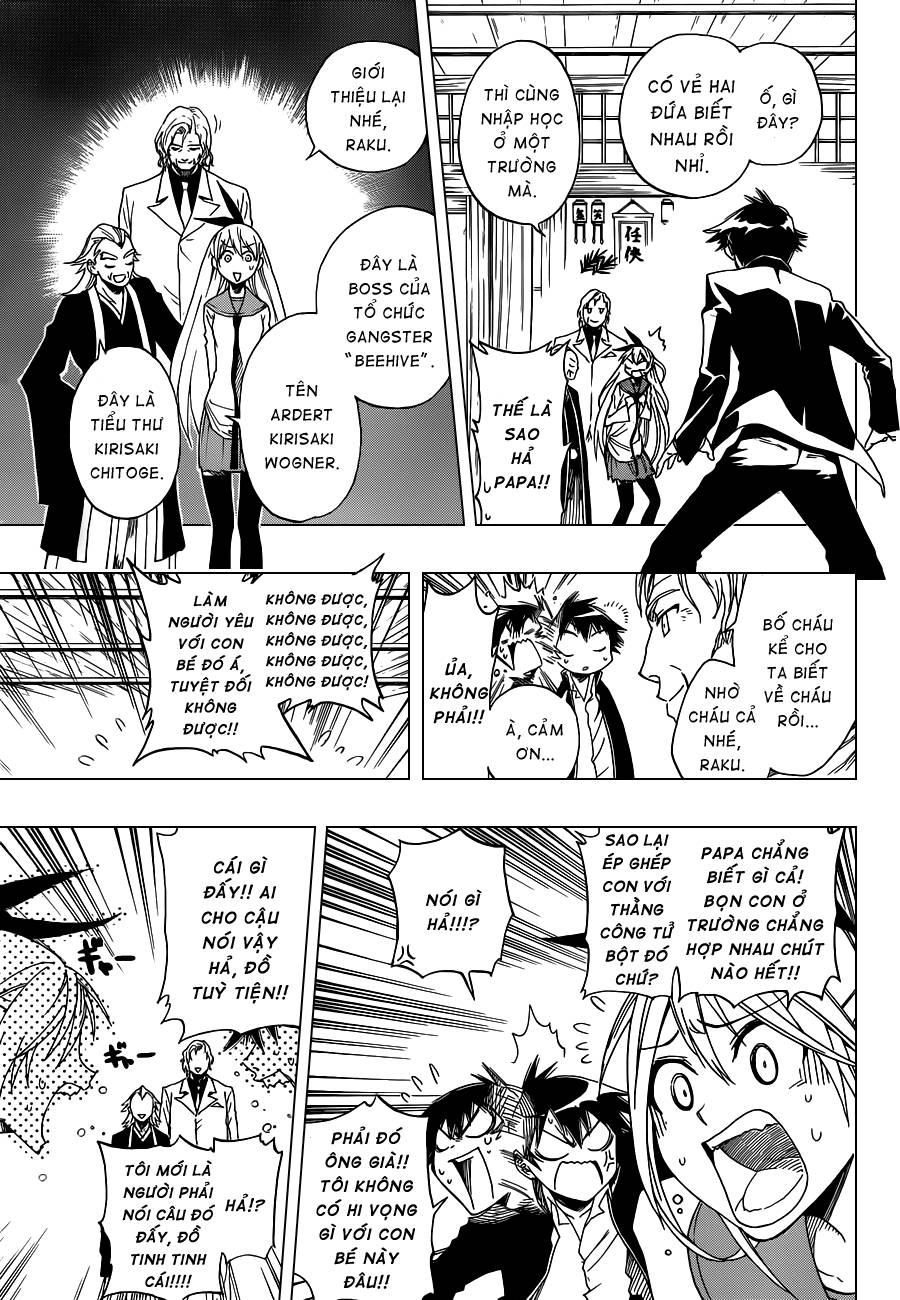 Ố, GÌ
ĐÂY?
CÓ VẺ HAI
ĐỨA BIẾT
NHAU RỒI
NHỈ.
THÌ CÙNG
NHẬP HỌC
Ở MỘT
TRƯỜNG
MÀ.
任侠
THẾ LÀ
SAO
HẢ
PAPA!!
GIỚI
THIỆU LẠI
NHÉ,
RAKU.
ĐÂY LÀ
BOSS CỦA
TỔ CHỨC
GANGSTER
“BEEHIVE”.
TÊN
ARDERT
KIRISAKI
WOGNER.
ĐÂY LÀ
TIỂU THƯ
KIRISAKI
CHITOGE.
BỐ CHÁU
KỂ CHO
TA BIẾT
VỀ CHÁU
RỒI...
NHỜ
CHÁU CẢ
NHÉ,
RAKU.
À, CẢM
ƠN...
ỦA,
KHÔNG
PHẢI!!
KHÔNG ĐƯỢC,
KHÔNG ĐƯỢC,
KHÔNG ĐƯỢC,
KHÔNG ĐƯỢC!
LÀM
NGƯỜI YÊU
VỚI CON
BÉ ĐÓ Á,
TUYỆT ĐỐI
KHÔNG
ĐƯỢC!!
PAPA CHẲNG
BIẾT GÌ CẢ!
BỌN CON Ở
TRƯỜNG CHẲNG
HỢP NHAU CHÚT
NÀO HẾT!!
SAO LẠI
ÉP GHÉP
CON VỚI
THẰNG
CÔNG TỬ
BỘT ĐÓ
CHỨ?
NÓI GÌ
HẢ!!!?
PHẢI ĐÓ
ÔNG GIÀ!!
TÔI KHÔNG
CÓ HI VỌNG
GÌ VỚI CON
BÉ NÀY
ĐÂU!!
CÁI GÌ
ĐẤY!! AI
CHO CẬU
NÓI VẬY
HẢ, ĐỒ
TUỲ TIỆN!!
ギャー
ギャー
HẢ!?
TÔI MỚI LÀ
NGƯỜI PHẢI
NÓI CÂU ĐÓ
ĐẤY, ĐỒ
TINH TINH
CÁI!!!!